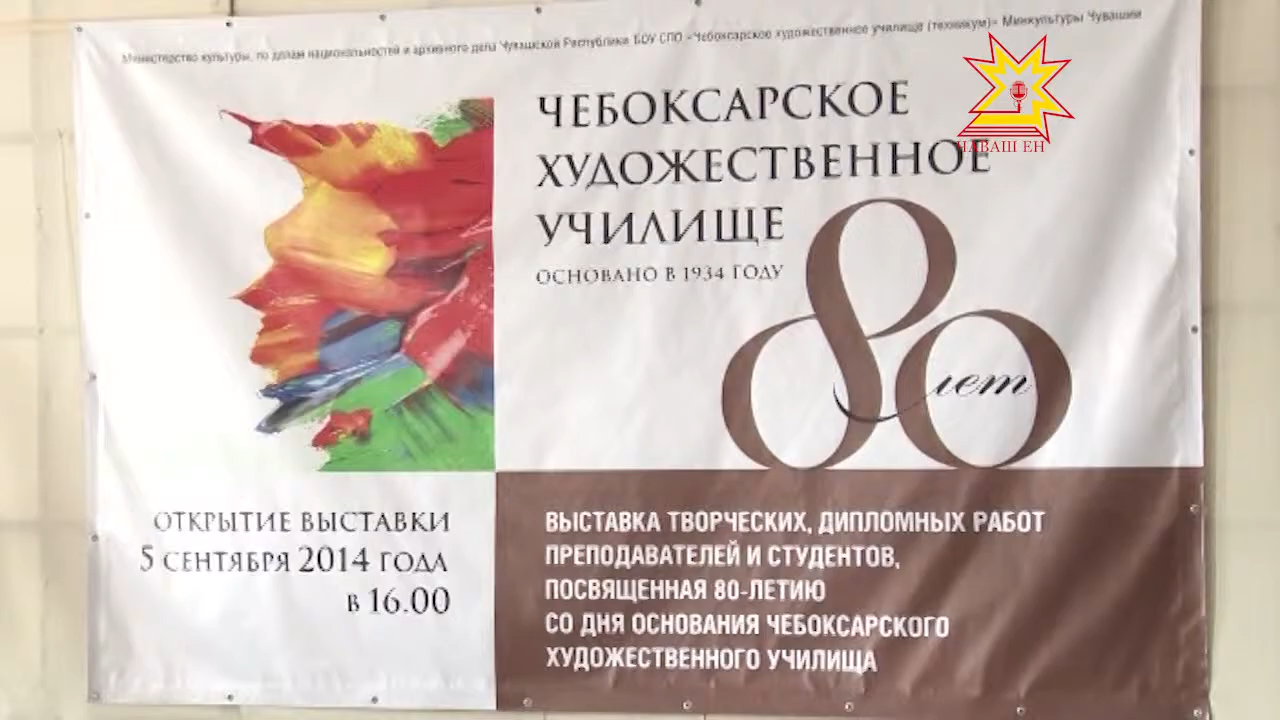 Министерство культуры, по делам национальностей и архивного дела Чувашской Республики БОУ СПО «Чебоксарское художественное училище (техникум)» Минкультуры Чувашии
ЧЕБОКСАРСКОЕ
ХУДОЖЕСТВЕННОЕ
УЧИЛИЩЕ
ОСНОВАНО В 1934 ГОДУ
80
лет
ЧӐВАШ ЕН
ОТКРЫТИЕ ВЫСТАВКИ
5 СЕНТЯБРЯ 2014 ГОДА
В 16.00
ВЫСТАВКА ТВОРЧЕСКИХ, ДИПЛОМНЫХ РАБОТ
ПРЕПОДАВАТЕЛЕЙ И СТУДЕНТОВ,
ПОСВЯЩЕННАЯ 80-ЛЕТИЮ
СО ДНЯ ОСНОВАНИЯ ЧЕБОКСАРСКОГО
ХУДОЖЕСТВЕННОГО УЧИЛИЩА